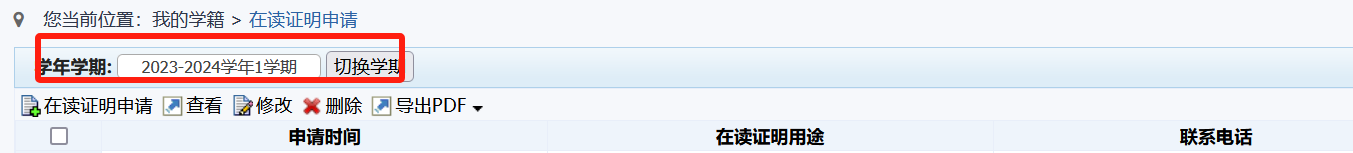 您当前位置：我的学籍 > 在读证明申请
学年学期: 2023-2024学年1学期 切换学期
在读证明申请 查看 修改 删除 导出PDF
申请时间 在读证明用途 联系电话